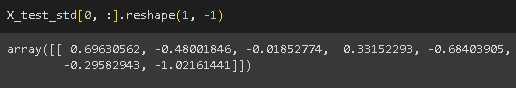 X_test_std[0, :].reshape(1, -1)
array([[ 0.69630562, -0.48001846, -0.01852774,  0.33152293, -0.68403905,
        -0.29582943, -1.02161441]])